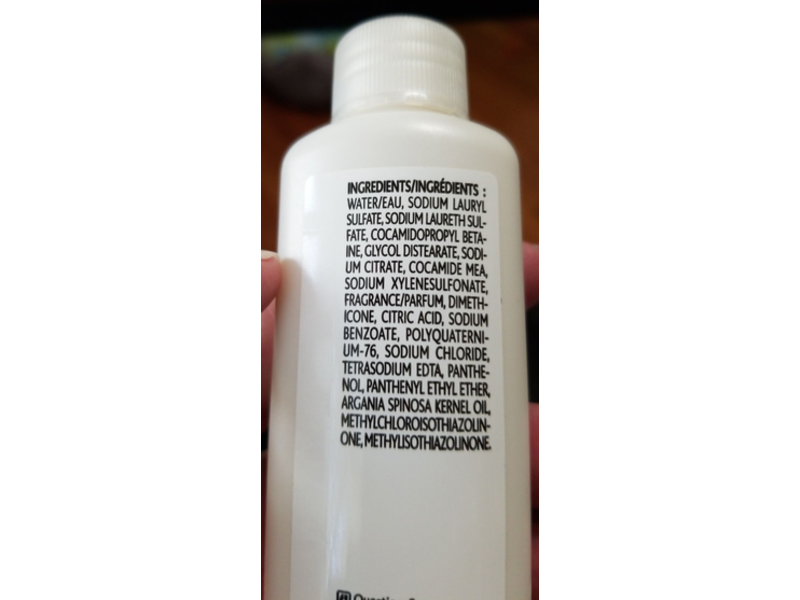 INGREDIENTS/INGRÉDIENTS :
WATER/EAU, SODIUM LAURYL
SULFATE, SODIUM LAURETH SUL-
FATE, COCAMIDOPROPYL BETA-
INE, GLYCOL DISTEARATE, SODI-
UM CITRATE, COCAMIDE MEA,
SODIUM XYLENESULFONATE,
FRAGRANCE/PARFUM, DIMETH-
ICONE, CITRIC ACID, SODIUM
BENZOATE, POLYQUATERNI-
UM-76, SODIUM CHLORIDE,
TETRASODIUM EDTA, PANTHE-
NOL, PANTHENYL ETHYL ETHER,
ARGANIA SPINOSA KERNEL OIL,
METHYLCHLOROISOTHIAZOLIN-
ONE, METHYLISOTHIAZOLINONE.